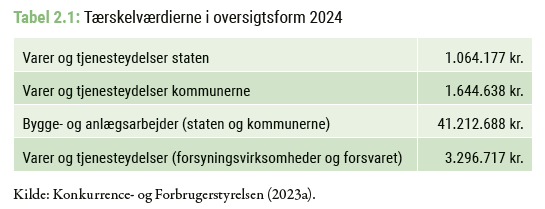 Tabel 2.1: Tærskelværdierne i oversigtsform 2024
Varer og tjenesteydelser staten 1.064.177 kr.
Varer og tjenesteydelser kommunerne 1.644.638 kr.
Bygge- og anlægsarbejder (staten og kommunerne) 41.212.688 kr.
Varer og tjenesteydelser (forsyningsvirksomheder og forsvaret) 3.296.717 kr.
Kilde: Konkurrence- og Forbrugerstyrelsen (2023a).